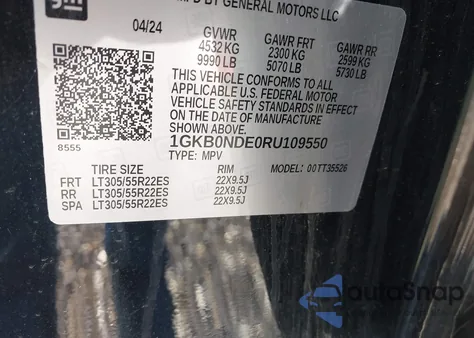 gm
MFD BY GENERAL MOTORS LLC
04/24
GVWR
4532 KG
9990 LB
GAWR FRT
2300 KG
5070 LB
GAWR RR
2599 KG
5730 LB
THIS VEHICLE CONFORMS TO ALL
APPLICABLE U.S. FEDERAL MOTOR
VEHICLE SAFETY STANDARDS IN EFFECT
ON THE DATE OF MANUFACTURE
1GKB0NDE0RU109550
TYPE: MPV
MODEL: 00TT35526
8555
TIRE SIZE RIM
FRT LT305/55R22ES 22X9.5J
RR LT305/55R22ES 22X9.5J
SPA LT305/55R22ES 22X9.5J
autoSnap